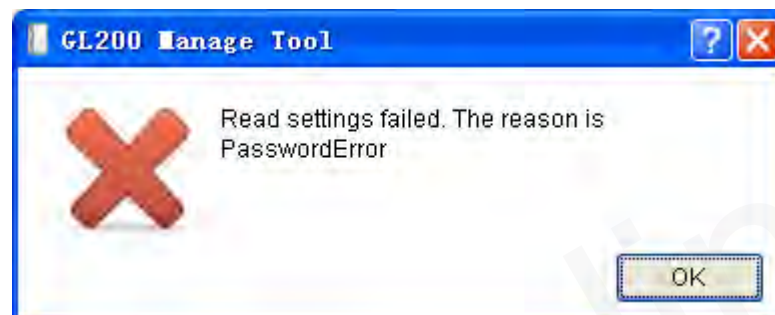 GL200 Manage Tool
Read settings failed. The reason is
PasswordError
OK